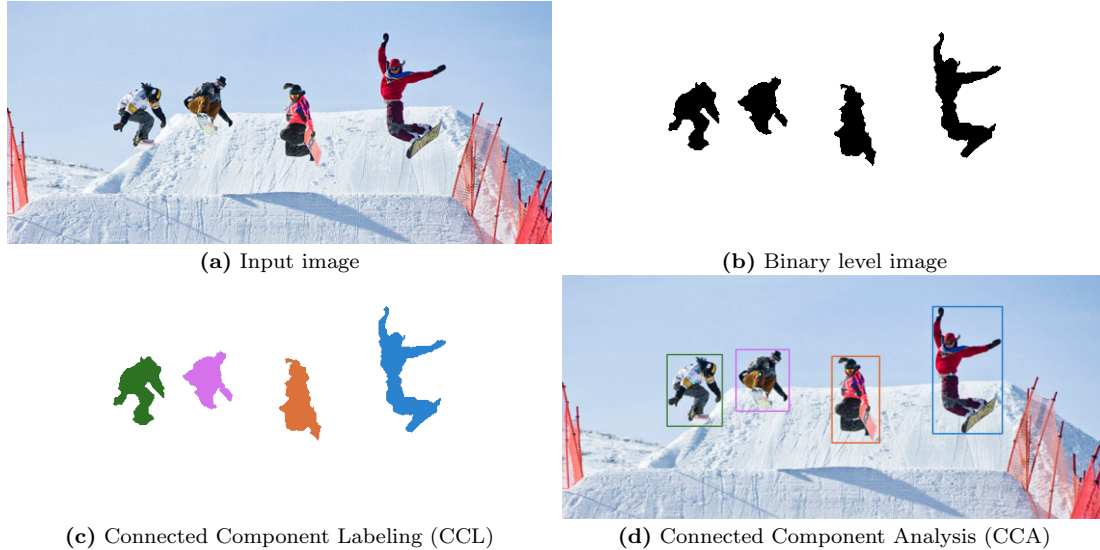 (a) Input image
(b) Binary level image
(c) Connected Component Labeling (CCL)
(d) Connected Component Analysis (CCA)